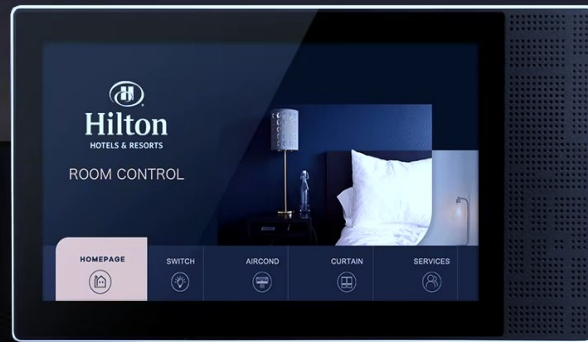 H
Hilton
HOTELS & RESORTS
ROOM CONTROL
HOMEPAGE
SWITCH
AIRCOND
CURTAIN
SERVICES